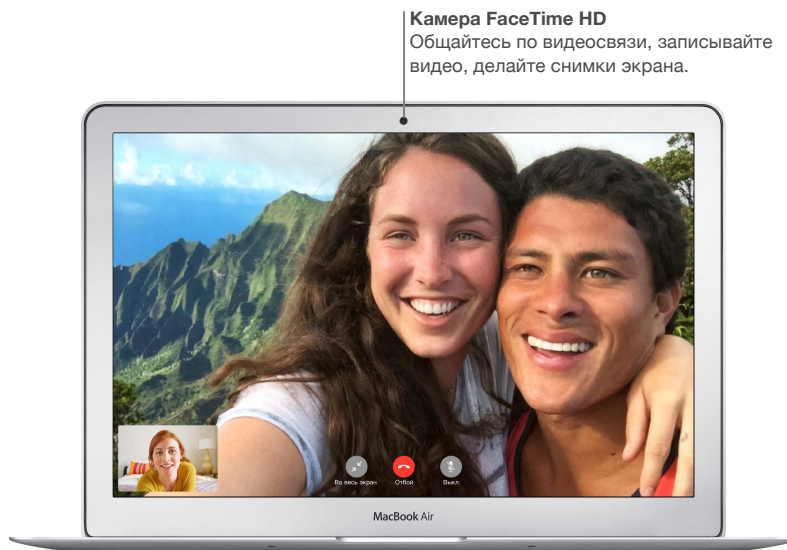 Камера FaceTime HD
Общайтесь по видеосвязи, записывайте
видео, делайте снимки экрана.
Во весь экран
Отбой
Выкл.
MacBook Air